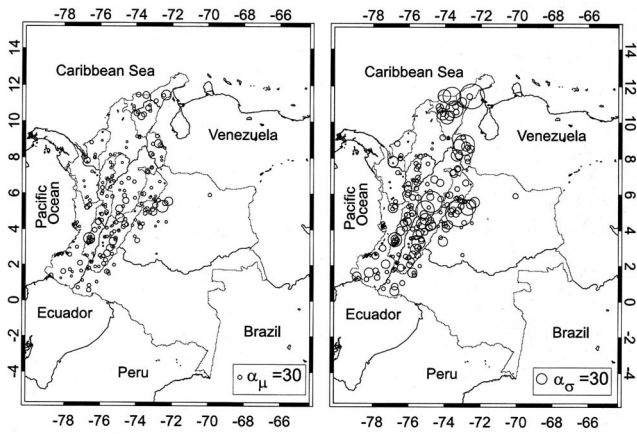 -78 -76 -74 -72 -70 -68 -66
-78 -76 -74 -72 -70 -68 -66
14
12
10
8
6
4
2
0
-2
-4
Caribbean Sea
Venezuela
Pacific
Ocean
Ecuador
Brazil
Peru
α_μ =30
-78 -76 -74 -72 -70 -68 -66
Caribbean Sea
Venezuela
Pacific
Ocean
Ecuador
Brazil
Peru
α_σ =30
14
12
10
8
6
4
2
0
-2
-4
-78 -76 -74 -72 -70 -68 -66